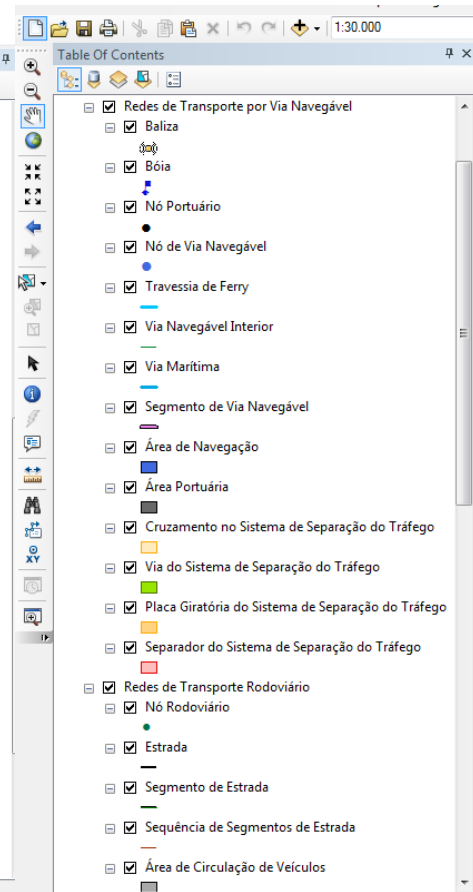 1:30.000
Table Of Contents
Redes de Transporte por Via Navegável
Baliza
Bóia
Nó Portuário
Nó de Via Navegável
Travessia de Ferry
Via Navegável Interior
Via Marítima
Segmento de Via Navegável
Área de Navegação
Área Portuária
Cruzamento no Sistema de Separação do Tráfego
Via do Sistema de Separação do Tráfego
Placa Giratória do Sistema de Separação do Tráfego
Separador do Sistema de Separação do Tráfego
Redes de Transporte Rodoviário
Nó Rodoviário
Estrada
Segmento de Estrada
Sequência de Segmentos de Estrada
Área de Circulação de Veículos
XY